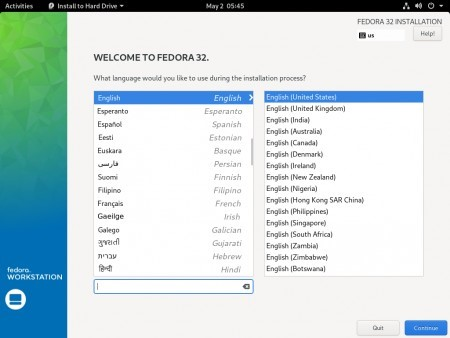 Activities Install to Hard Drive May 2 05:45
FEDORA 32 INSTALLATION
us Help!
WELCOME TO FEDORA 32.
What language would you like to use during the installation process?
English English
Esperanto Esperanto
Español Spanish
Eesti Estonian
Euskara Basque
فارسی Persian
Suomi Finnish
Filipino Filipino
Français French
Gaeilge Irish
Galego Galician
ગુજરાતી Gujarati
עברית Hebrew
हिन्दी Hindi
English (United States)
English (United Kingdom)
English (India)
English (Australia)
English (Canada)
English (Denmark)
English (Ireland)
English (New Zealand)
English (Nigeria)
English (Hong Kong SAR China)
English (Philippines)
English (Singapore)
English (South Africa)
English (Zambia)
English (Zimbabwe)
English (Botswana)
fedora
WORKSTATION
Quit Continue